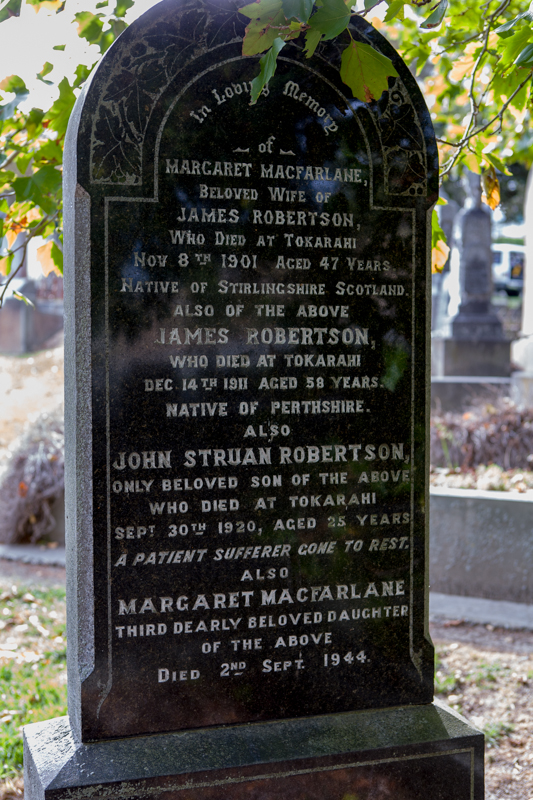 In Loving Memory
of
MARGARET MACFARLANE,
BELOVED WIFE OF
JAMES ROBERTSON,
WHO DIED AT TOKARAHI
NOV 8TH 1901 AGED 47 YEARS
NATIVE OF STIRLINGSHIRE SCOTLAND.
ALSO OF THE ABOVE
JAMES ROBERTSON,
WHO DIED AT TOKARAHI
DEC. 14TH 1911 AGED 58 YEARS.
NATIVE OF PERTHSHIRE.
ALSO
JOHN STRUAN ROBERTSON,
ONLY BELOVED SON OF THE ABOVE
WHO DIED AT TOKARAHI
SEPT 30TH 1920, AGED 25 YEARS
A PATIENT SUFFERER GONE TO REST.
ALSO
MARGARET MACFARLANE
THIRD DEARLY BELOVED DAUGHTER
OF THE ABOVE
DIED 2ND SEPT. 1944.